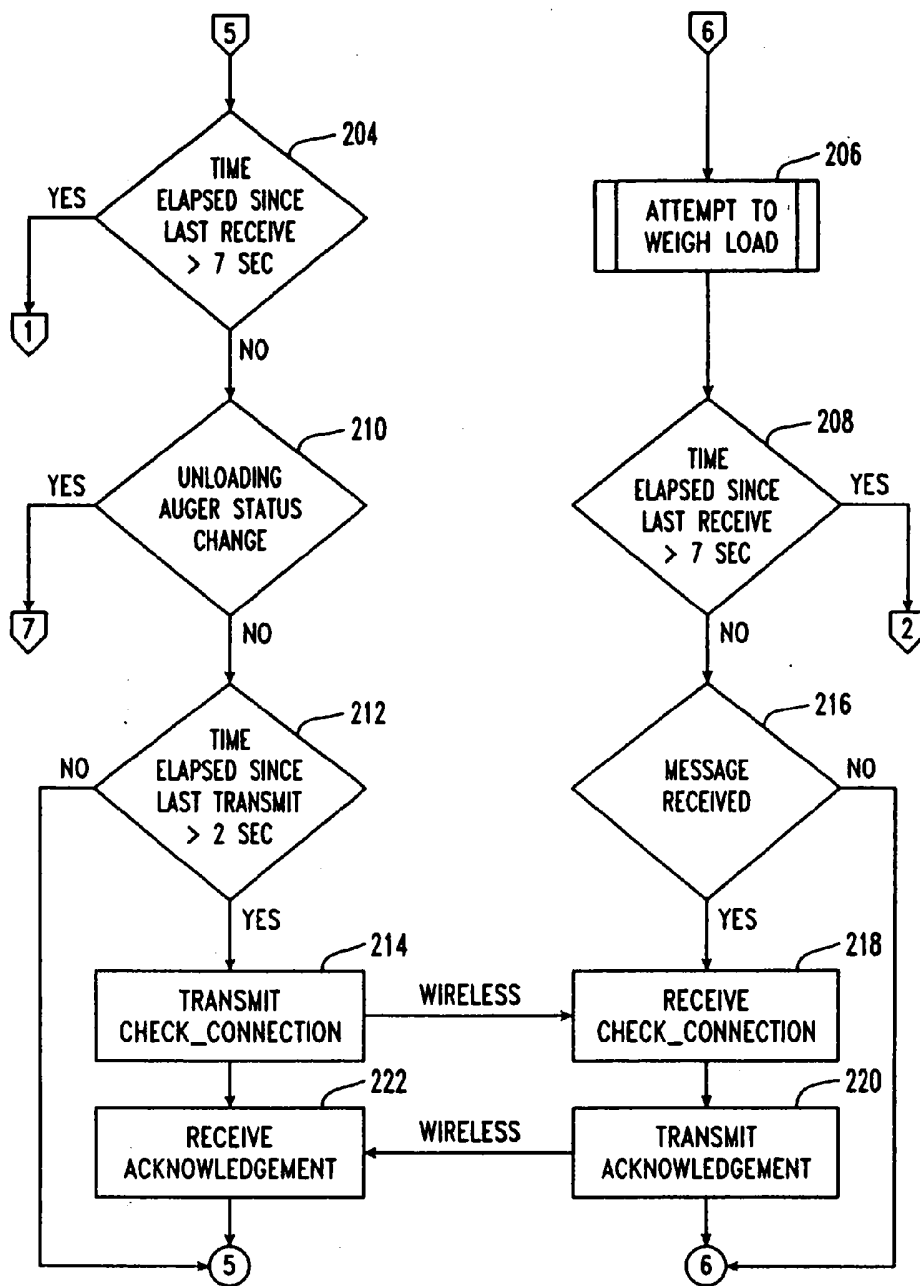 5
204
TIME
ELAPSED SINCE
LAST RECEIVE
> 7 SEC
YES
1
NO
210
UNLOADING
AUGER STATUS
CHANGE
YES
7
NO
212
TIME
ELAPSED SINCE
LAST TRANSMIT
> 2 SEC
NO
YES
214
TRANSMIT
CHECK_CONNECTION
WIRELESS
222
RECEIVE
ACKNOWLEDGEMENT
WIRELESS
5
6
206
ATTEMPT TO
WEIGH LOAD
208
TIME
ELAPSED SINCE
LAST RECEIVE
> 7 SEC
YES
2
NO
216
MESSAGE
RECEIVED
NO
YES
218
RECEIVE
CHECK_CONNECTION
220
TRANSMIT
ACKNOWLEDGEMENT
6